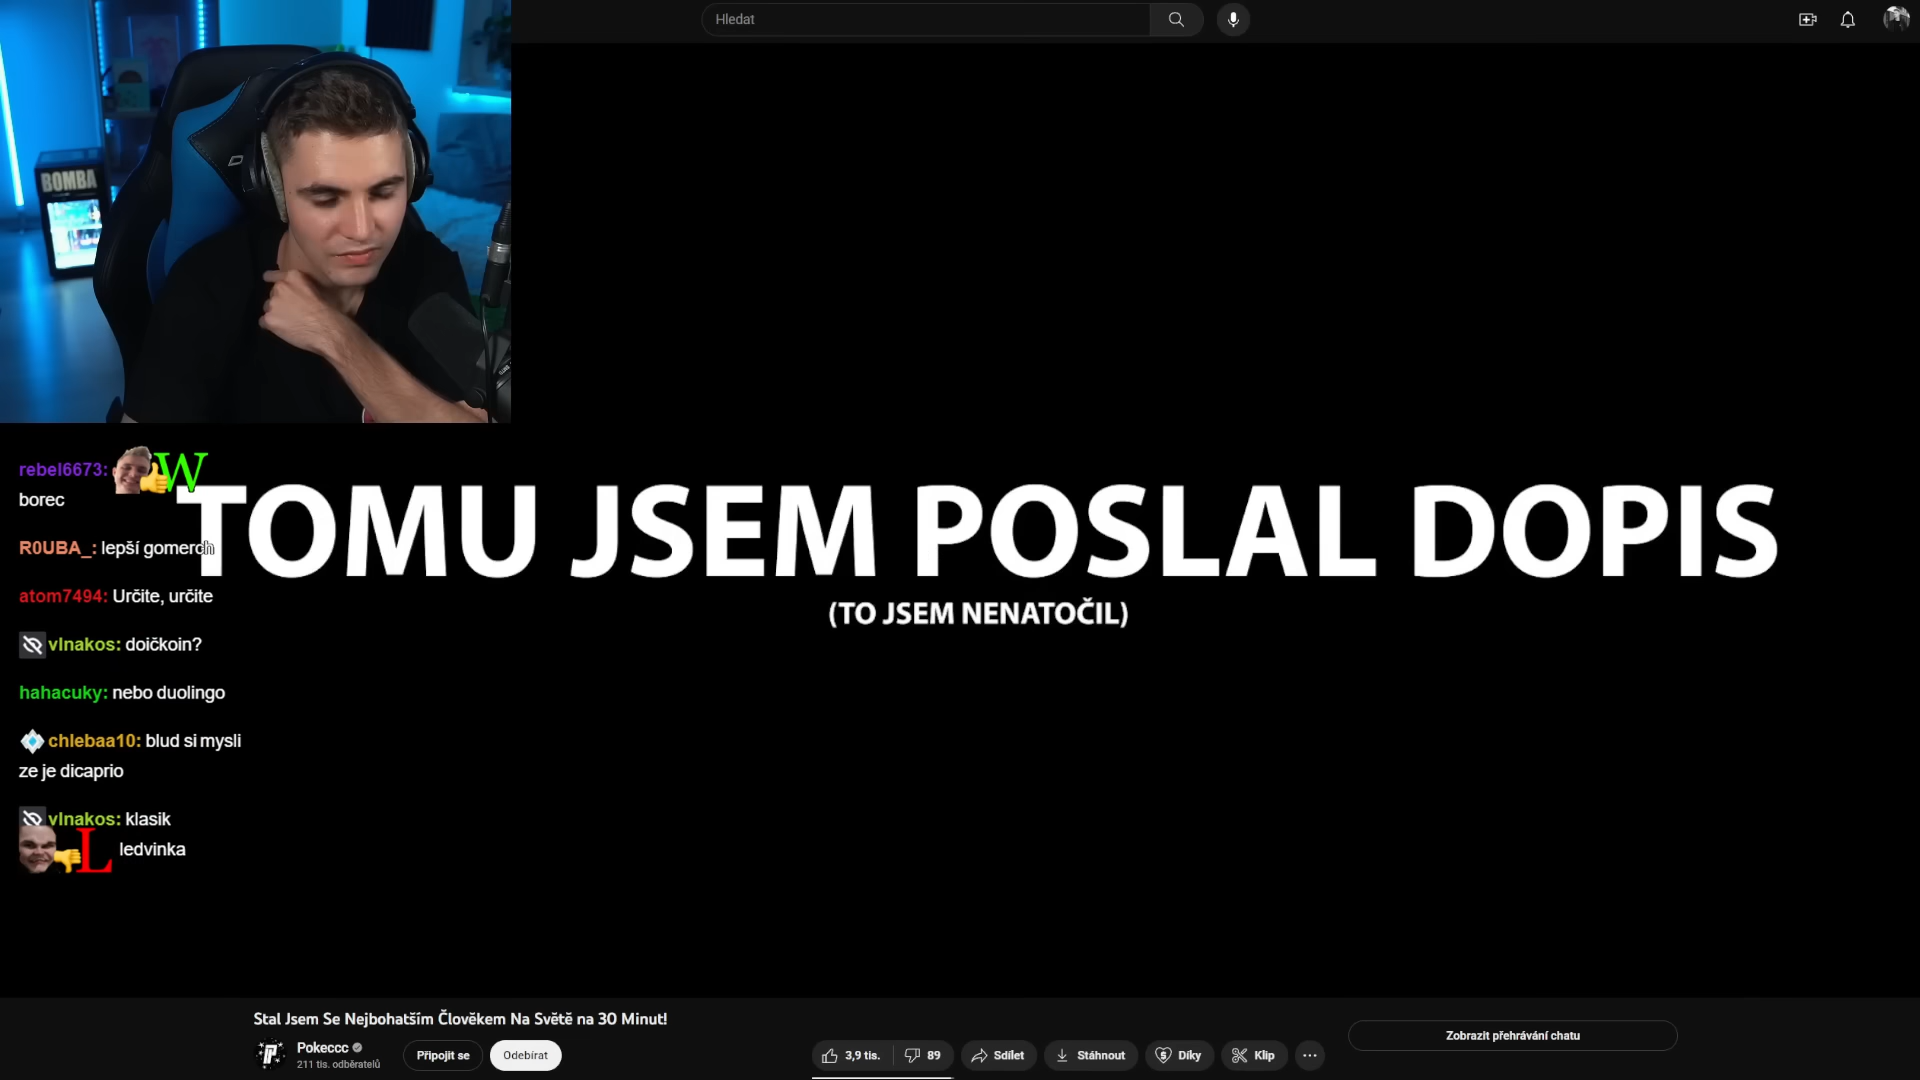 Hledat
BOMBA
rebel6673: W
borec
R0UBA_: lepší gomerch
atom7494: Určite, určite
vlnakos: doičkoin?
hahacuky: nebo duolingo
chlebaa10: blud si mysli
ze je dicaprio
vlnakos: klasik
L ledvinka
TOMU JSEM POSLAL DOPIS
(TO JSEM NENATOČIL)
Stal Jsem Se Nejbohatším Člověkem Na Světě na 30 Minut!
Pokeccc
211 tis. odběratelů
Připojit se
Odebírat
3,9 tis.
89
Sdílet
Stáhnout
Díky
Klip
Zobrazit přehrávání chatu